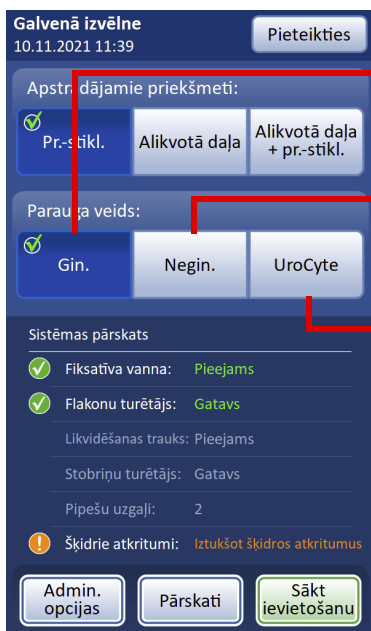 Galvenā izvēlne
10.11.2021 11:39
Pieteikties
Apstrādājamie priekšmeti:
Pr.-stikl.
Alikvotā daļa
Alikvotā daļa
+ pr.-stikl.
Parauga veids:
Gin.
Negin.
UroCyte
Sistēmas pārskats
Fiksatīva vanna: Pieejams
Flakonu turētājs: Gatavs
Likvidēšanas trauks: Pieejams
Stobriņu turētājs: Gatavs
Pipešu uzgaļi: 2
Šķidrie atkritumi: Iztukšot šķidros atkritumus
Admin.
opcijas
Pārskati
Sākt
ievietošanu